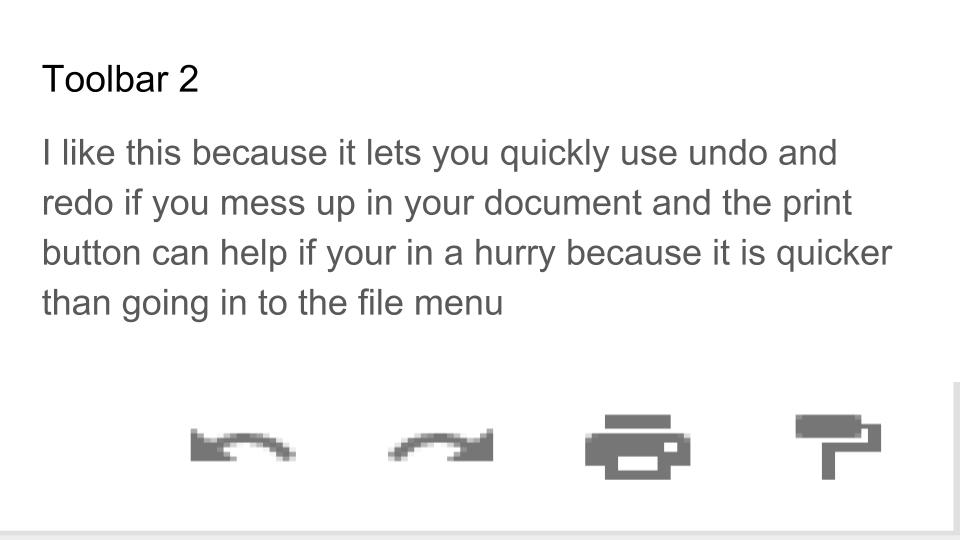 Toolbar 2
I like this because it lets you quickly use undo and
redo if you mess up in your document and the print
button can help if your in a hurry because it is quicker
than going in to the file menu